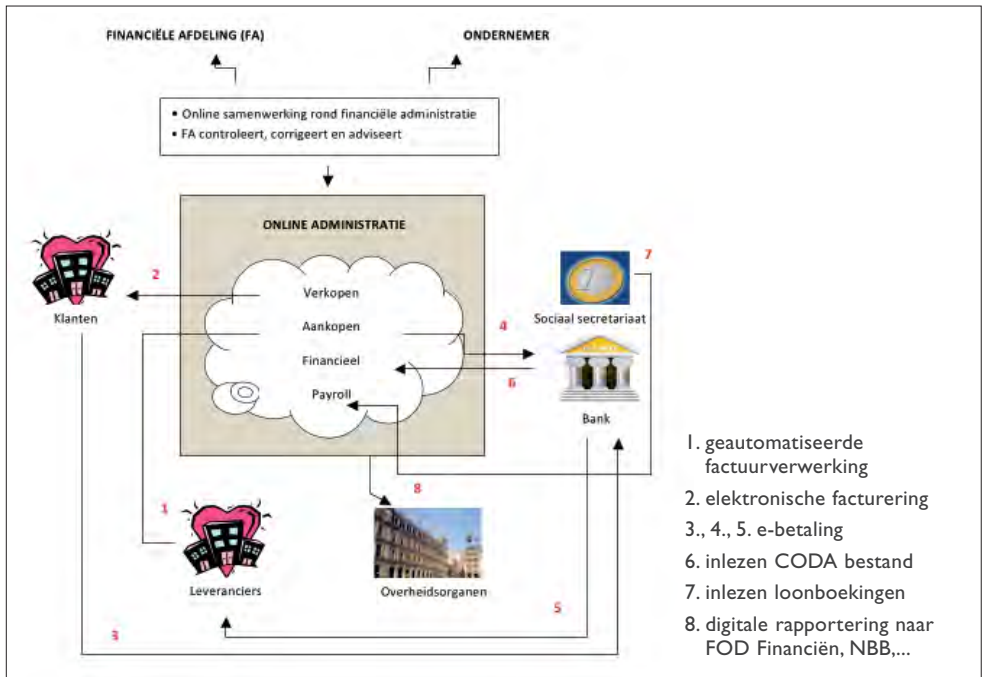 FINANCIËLE AFDELING (FA)
ONDERNEMER
• Online samenwerking rond financiële administratie
• FA controleert, corrigeert en adviseert
ONLINE ADMINISTRATIE
2
7
Verkopen
Klanten
Sociaal secretariaat
Aankopen
4
Financieel
6
Payroll
Bank
8
1
Leveranciers
Overheidsorganen
5
3
1. geautomatiseerde
factuurverwerking
2. elektronische facturering
3., 4., 5. e-betaling
6. inlezen CODA bestand
7. inlezen loonboekingen
8. digitale rapportering naar
FOD Financiën, NBB,...